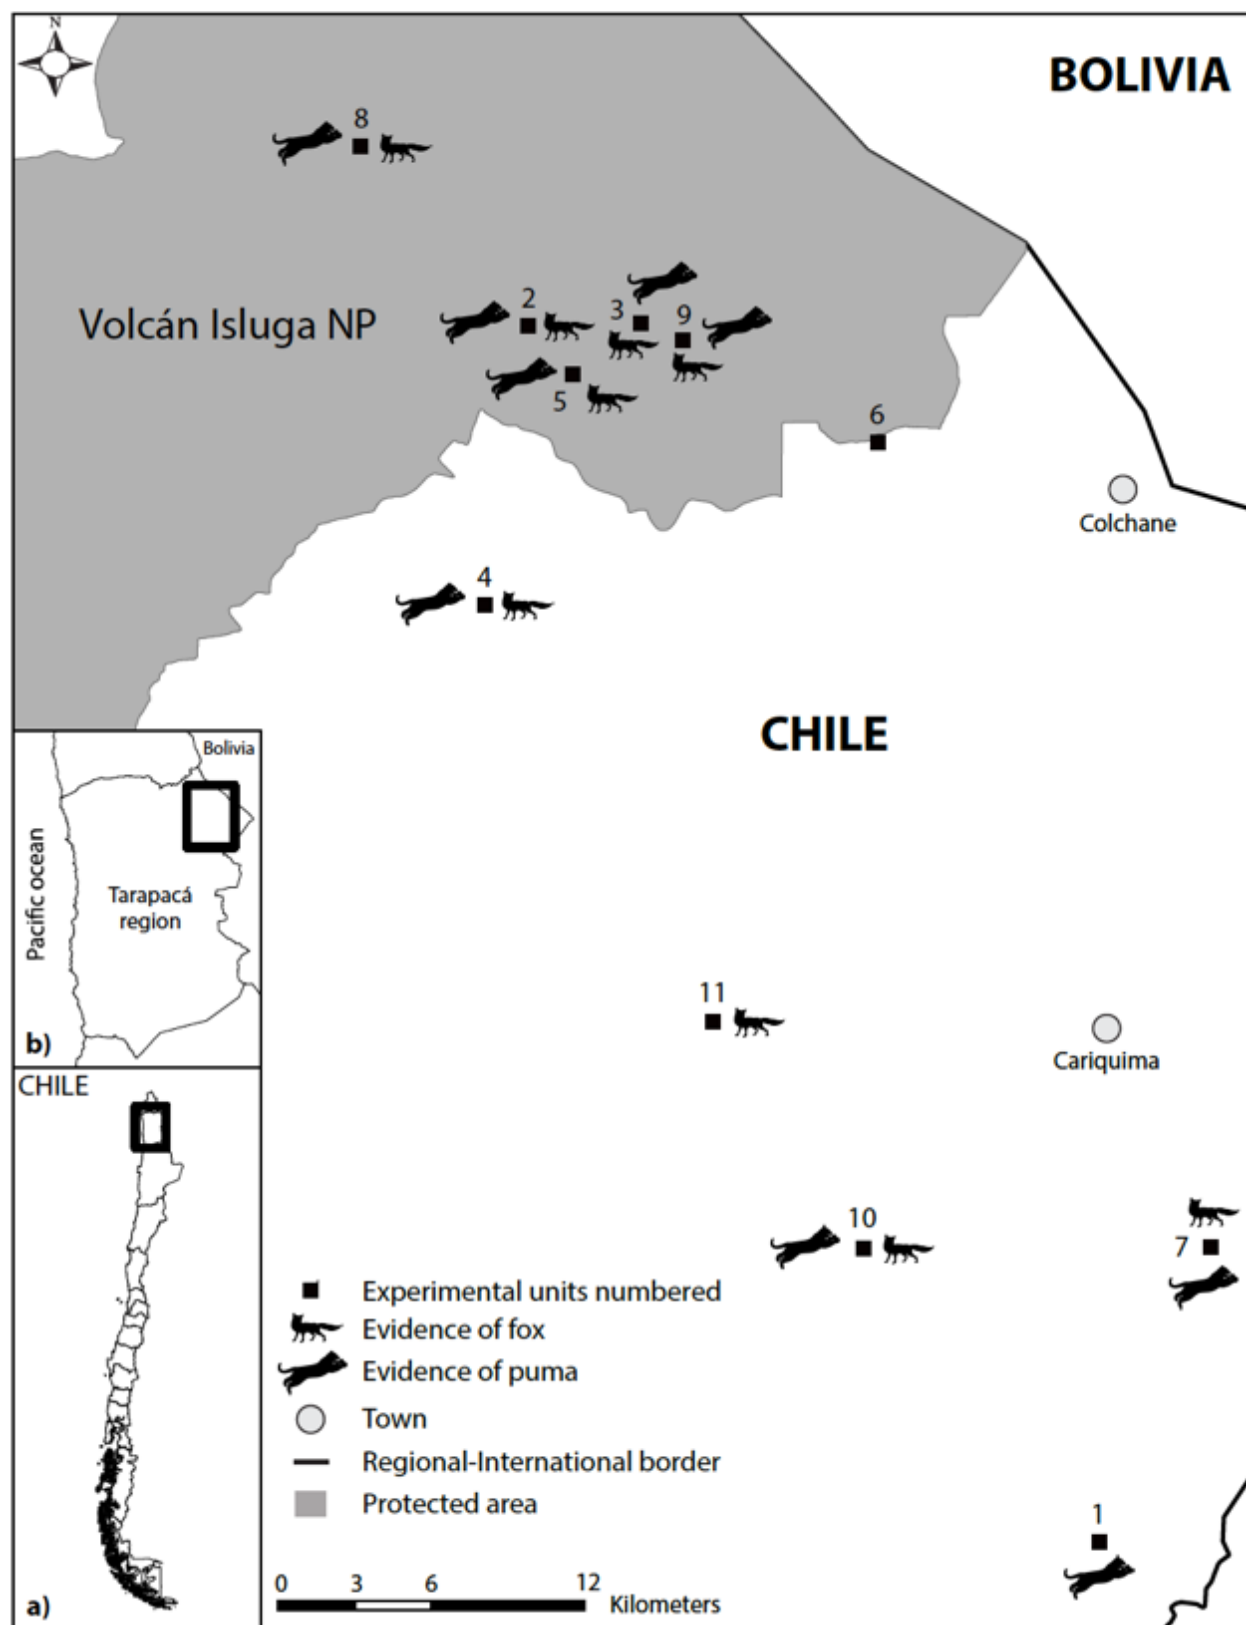 N
BOLIVIA
8
Volcán Isluga NP
2
3
9
5
6
Colchane
4
CHILE
Bolivia
Pacific ocean
Tarapacá
region
b)
11
Cariquima
CHILE
10
7
Experimental units numbered
Evidence of fox
Evidence of puma
Town
Regional-International border
Protected area
1
0 3 6 12
Kilometers
a)